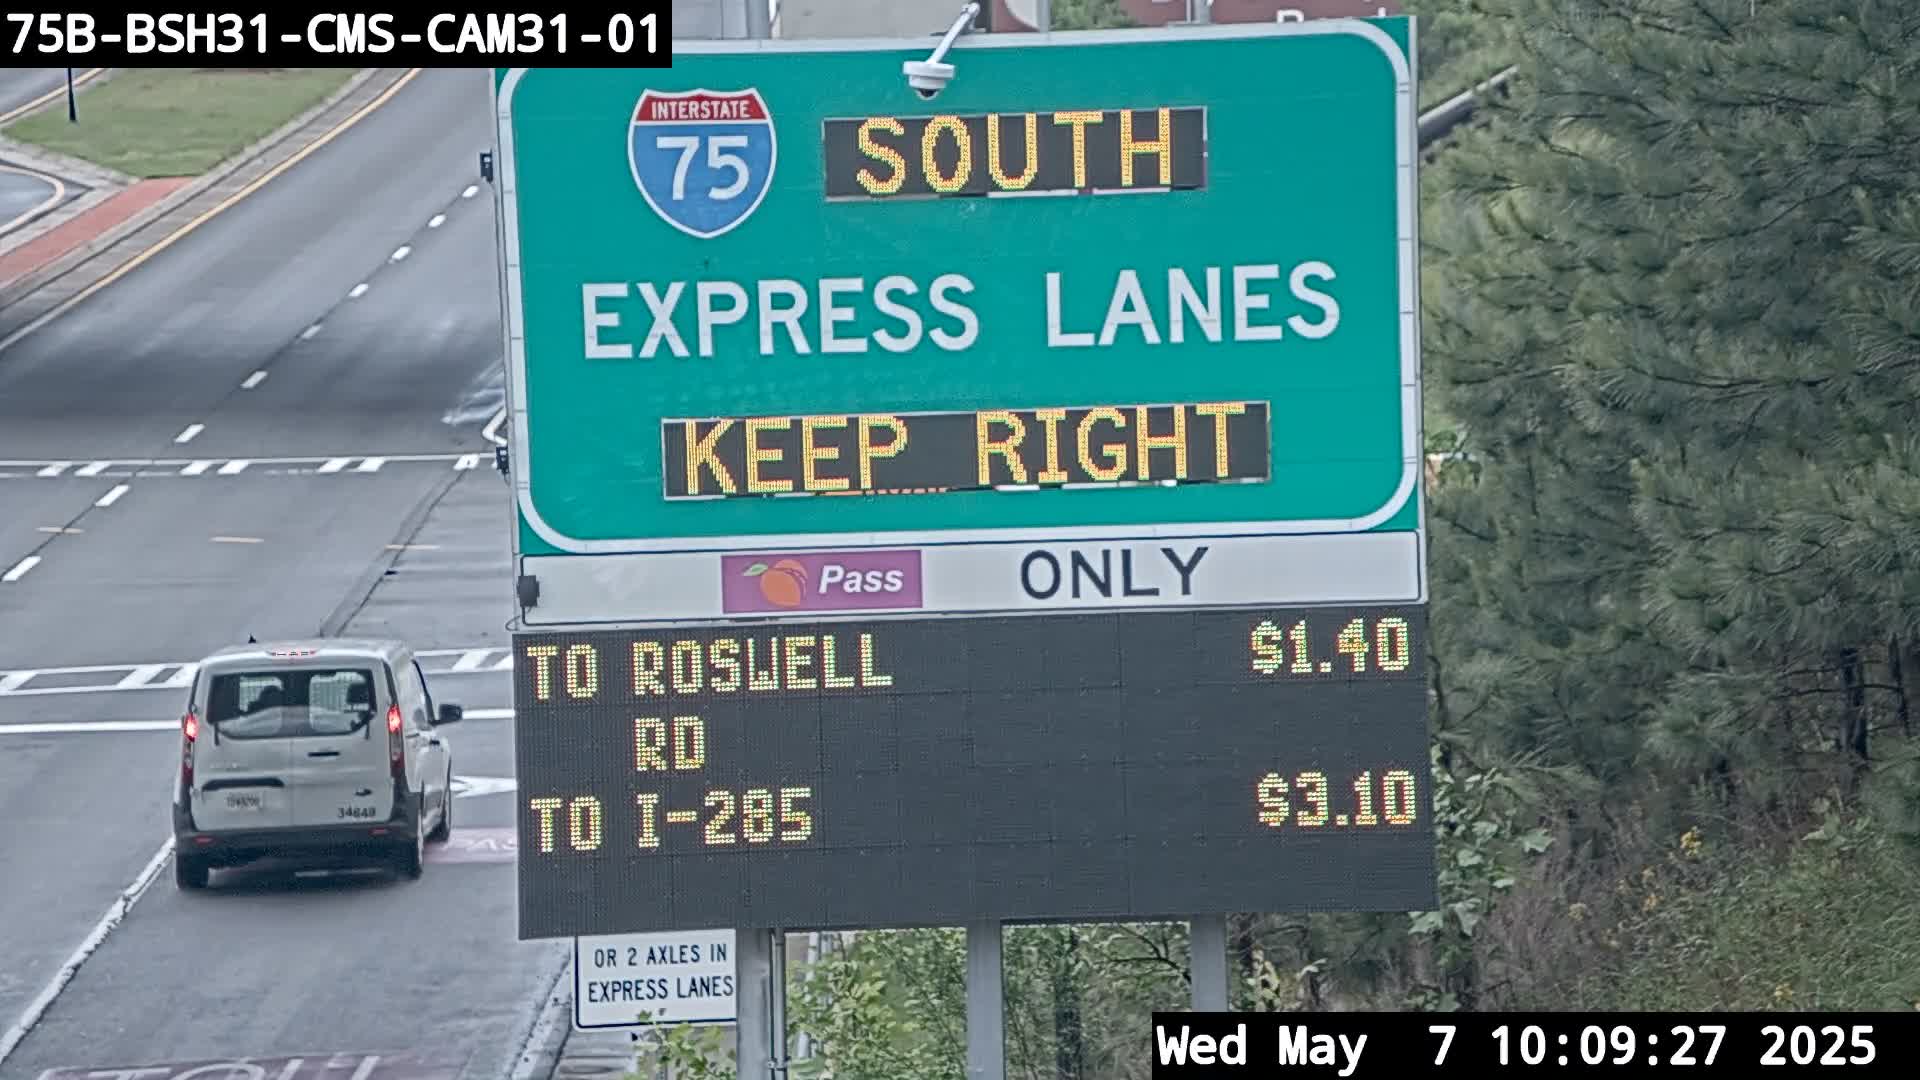 75B-BSH31-CMS-CAM31-01
INTERSTATE
75
SOUTH
EXPRESS LANES
KEEP RIGHT
Pass ONLY
TO ROSWELL $1.40
RD
TO I-285 $3.10
34649
OR 2 AXLES IN
EXPRESS LANES
Wed May 7 10:09:27 2025